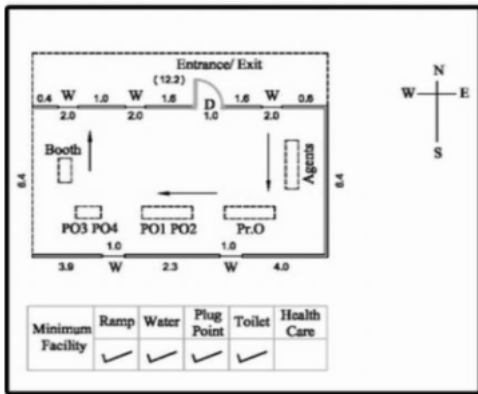 Entrance/ Exit
(12.2)
0.4 W 1.0 W 1.6 D 1.6 W 0.6
2.0 2.0 1.0 2.0
N
W E
S
Booth
Agents
6.4 6.4
PO3 PO4 PO1 PO2 Pr.O
1.0 1.0
3.9 W 2.3 W 4.0
Minimum Facility Ramp Water Plug Point Toilet Health Care